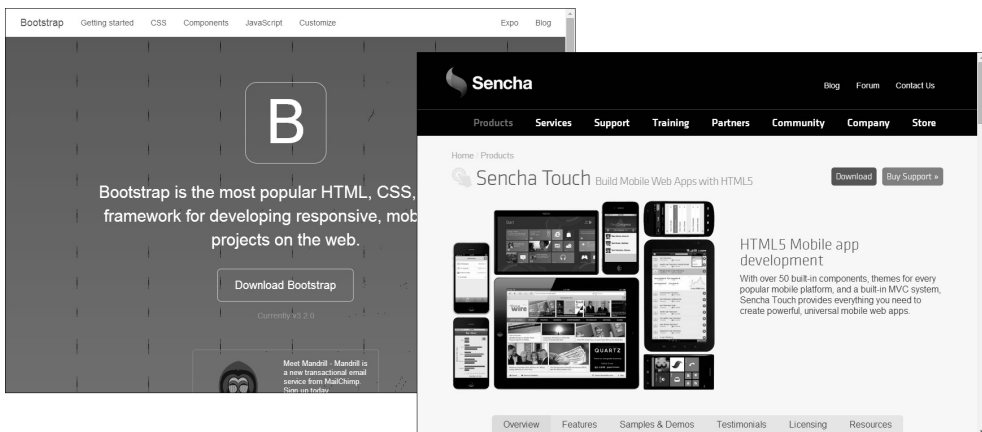 Bootstrap Getting started CSS Components JavaScript Customize Expo Blog
B
Bootstrap is the most popular HTML, CSS,
framework for developing responsive, mob
projects on the web.
Download Bootstrap
Currently v3.2.0
Meet Mandrill - Mandrill is
a new transactional email
service from MailChimp.
Sign up today
Sencha
Blog Forum Contact Us
Products Services Support Training Partners Community Company Store
Home / Products
Sencha Touch Build Mobile Web Apps with HTML5
Download Buy Support »
Start
wire
QUARTZ
HTML5 Mobile app
development
With over 50 built-in components, themes for every
popular mobile platform, and a built-in MVC system,
Sencha Touch provides everything you need to
create powerful, universal mobile web apps.
Overview Features Samples & Demos Testimonials Licensing Resources